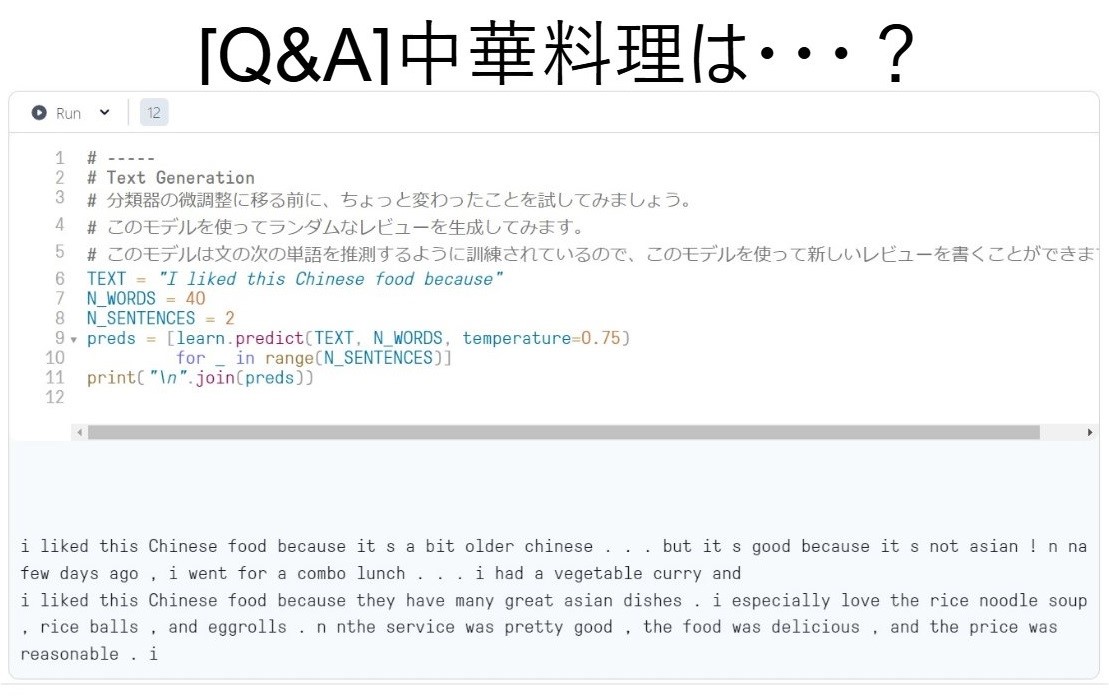 [Q&A]中華料理は・・・？
Run 12
1 # -----
2 # Text Generation
3 # 分類器の微調整に移る前に、ちょっと変わったことを試してみましょう。
4 # このモデルを使ってランダムなレビューを生成してみます。
5 # このモデルは文の次の単語を推測するように訓練されているので、このモデルを使って新しいレビューを書くことができま
6 TEXT = "I liked this Chinese food because"
7 N_WORDS = 40
8 N_SENTENCES = 2
9 preds = [learn.predict(TEXT, N_WORDS, temperature=0.75)
10 for _ in range(N_SENTENCES)]
11 print("\n".join(preds))
12
i liked this Chinese food because it s a bit older chinese . . . but it s good because it s not asian ! n na
few days ago , i went for a combo lunch . . . i had a vegetable curry and
i liked this Chinese food because they have many great asian dishes . i especially love the rice noodle soup
, rice balls , and eggrolls . n nthe service was pretty good , the food was delicious , and the price was
reasonable . i